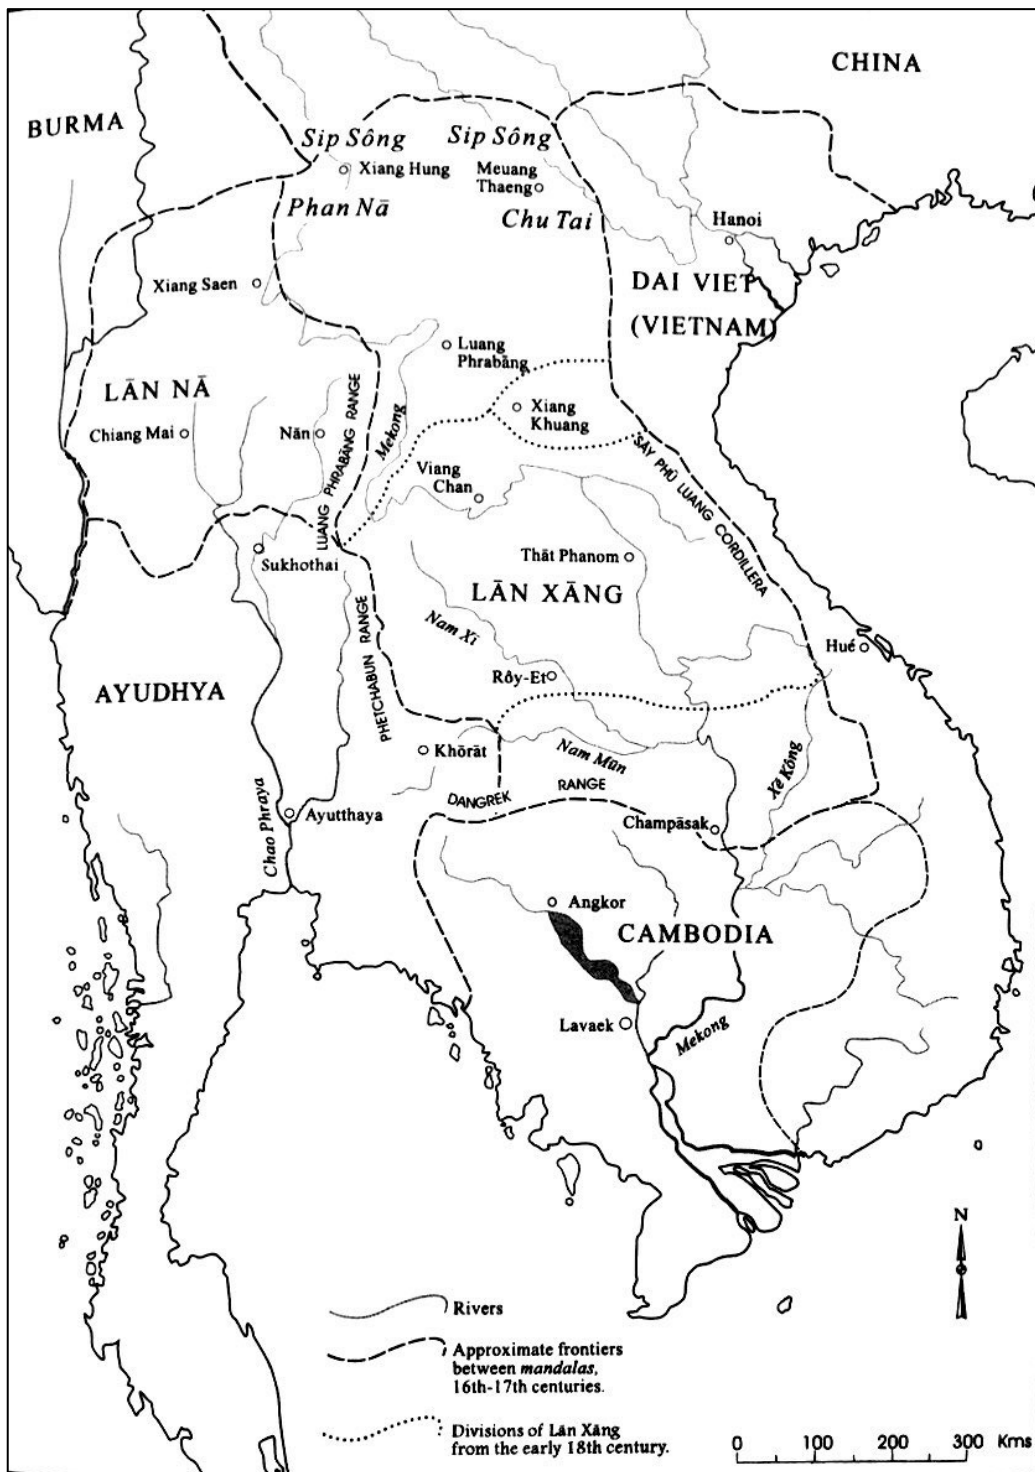 CHINA
BURMA
Sip Sông
Sip Sông
Xiang Hung
Meuang
Thaeng
Phan Nā
Chu Tai
Hanoi
Xiang Saen
DAI VIET
(VIETNAM)
Luang
Phrabāng
LĀN NĀ
LUANG PHRABĀNG RANGE
Mekong
Xiang
Khuang
Chiang Mai
Nān
SAY PHŪ LUANG CORDILLERA
Viang
Chan
Sukhothai
Thāt Phanom
LĀN XĀNG
Nam Xī
Hué
PHETCHABUN RANGE
Rôy-Et
AYUDHYA
Khōrāt
Nam Mūn
Xē Kông
DANGREK RANGE
Chao Phraya
Ayutthaya
Champāsak
Angkor
CAMBODIA
Lavaek
Mekong
N
Rivers
Approximate frontiers
between mandalas,
16th-17th centuries.
Divisions of Lān Xāng
from the early 18th century.
0 100 200 300 Kms